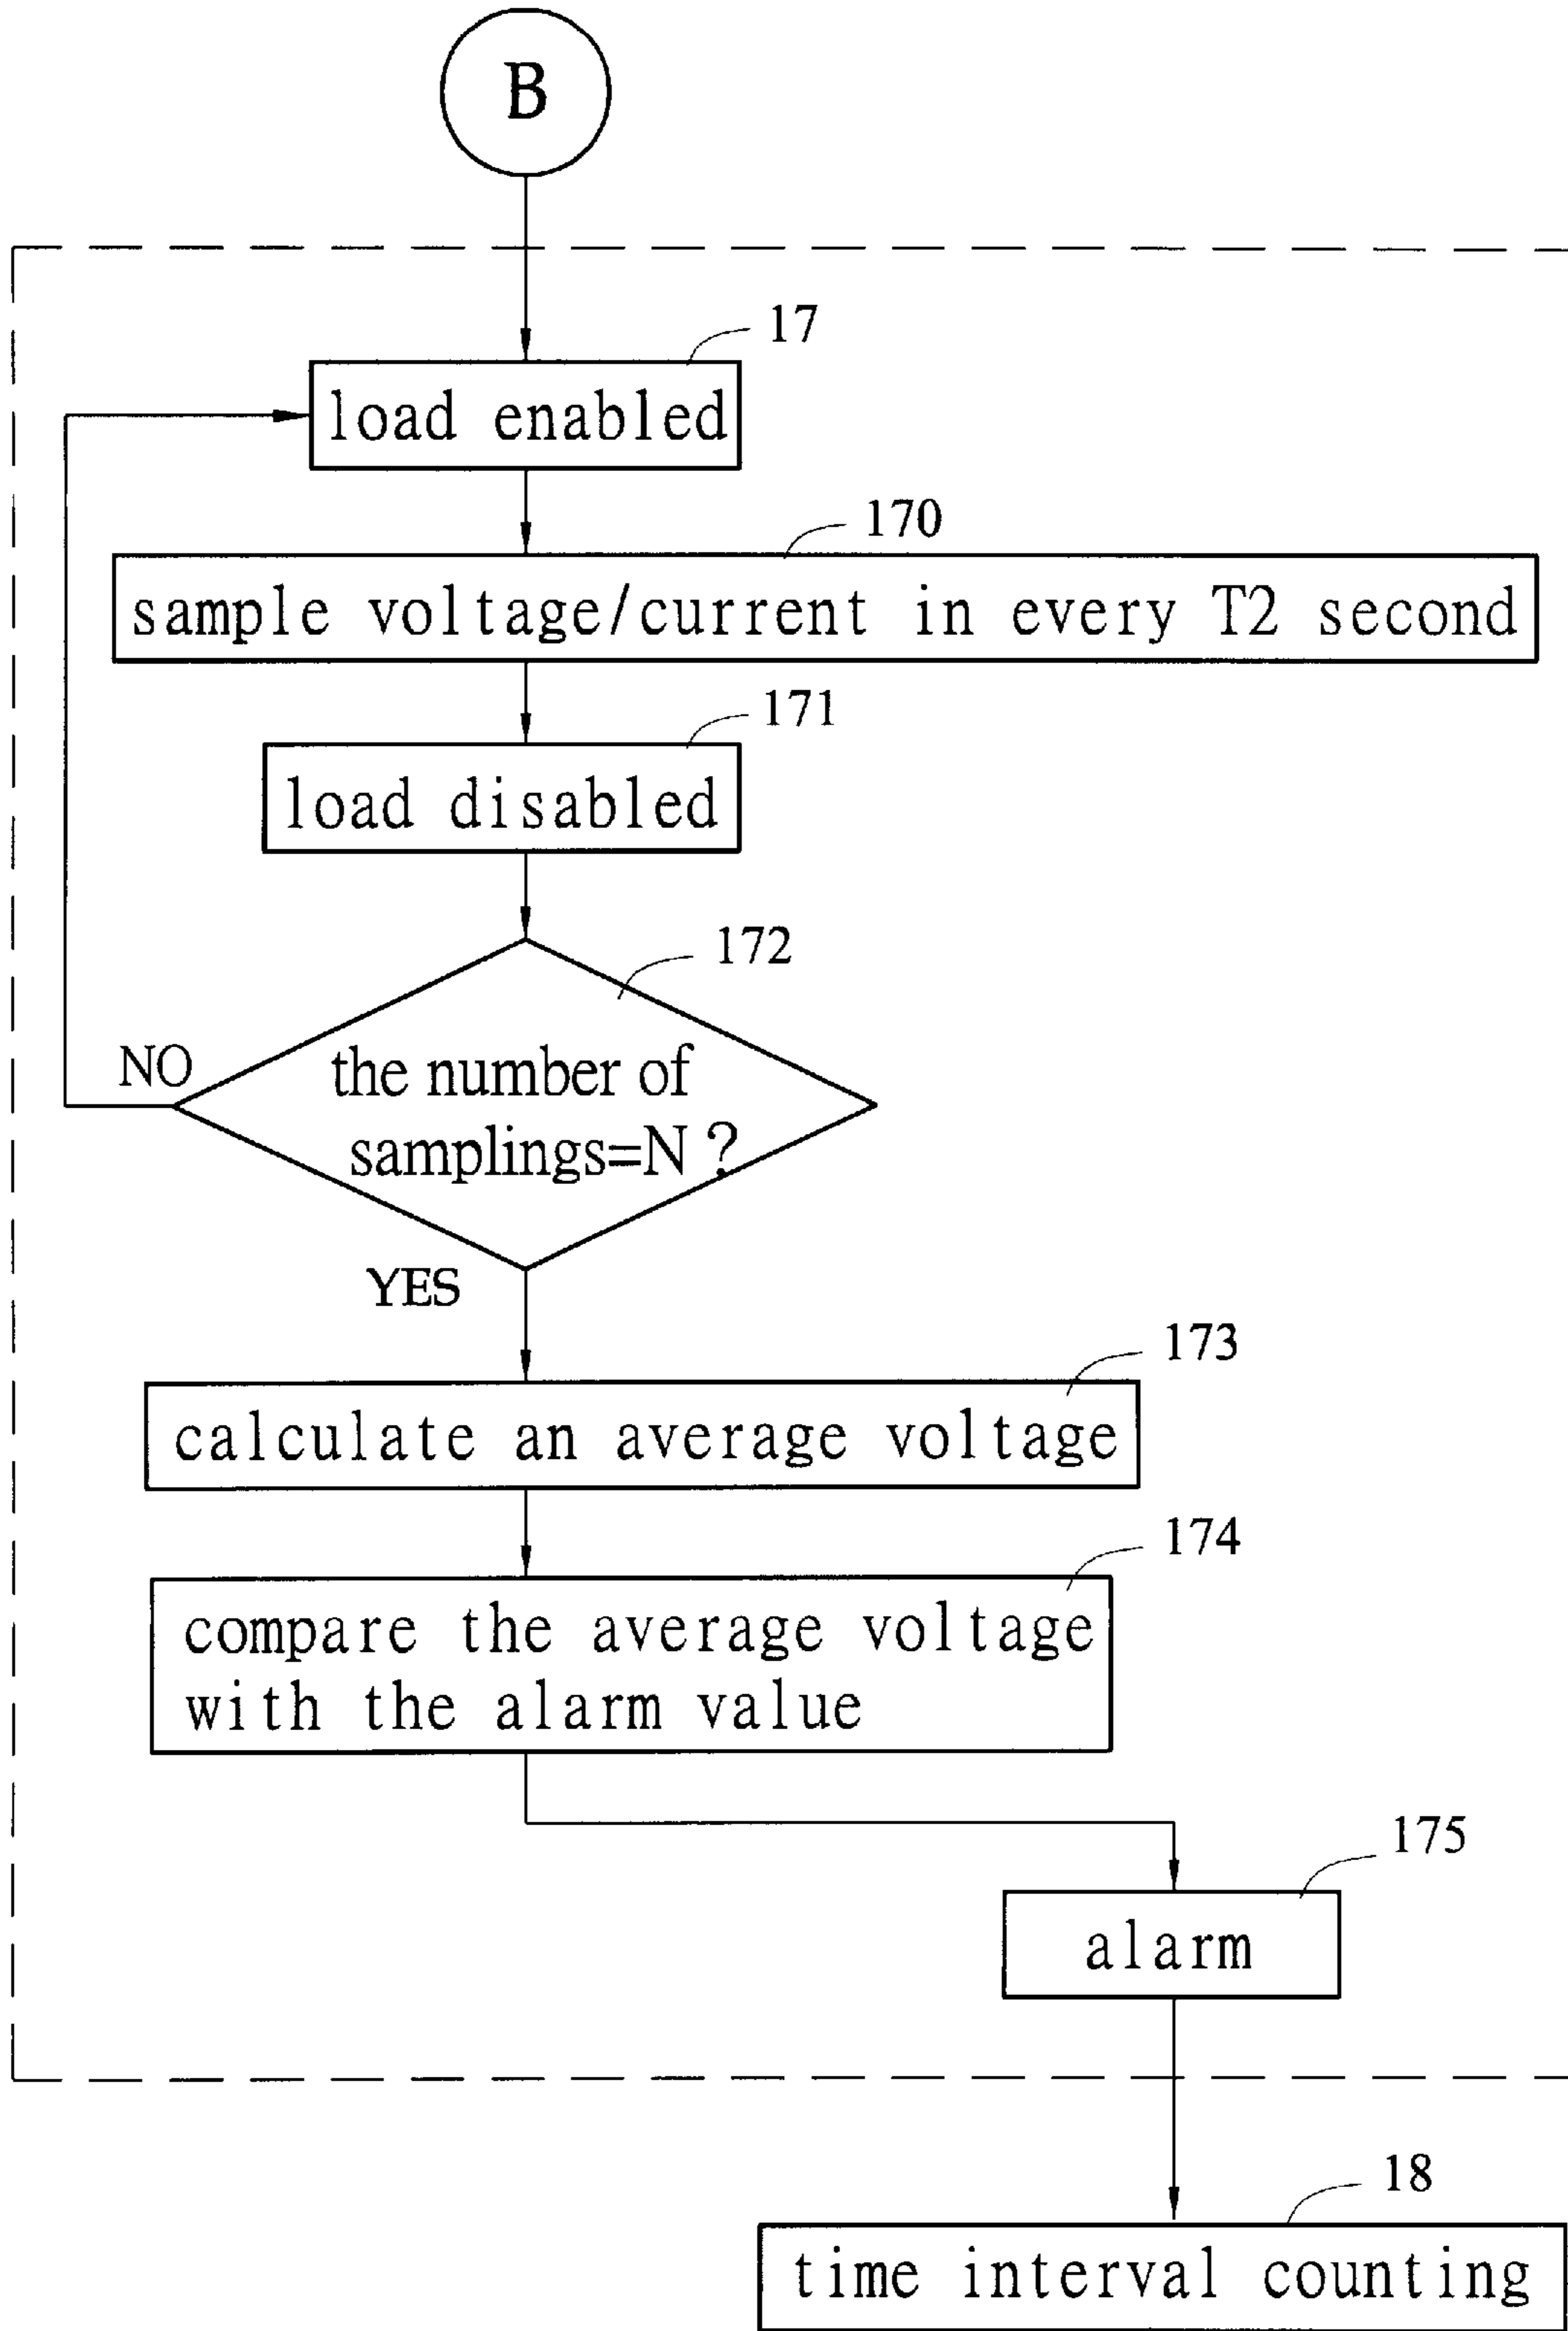 B
17
load enabled
170
sample voltage/current in every T2 second
171
load disabled
172
NO
the number of
samplings=N ?
YES
173
calculate an average voltage
174
compare the average voltage
with the alarm value
175
alarm
18
time interval counting